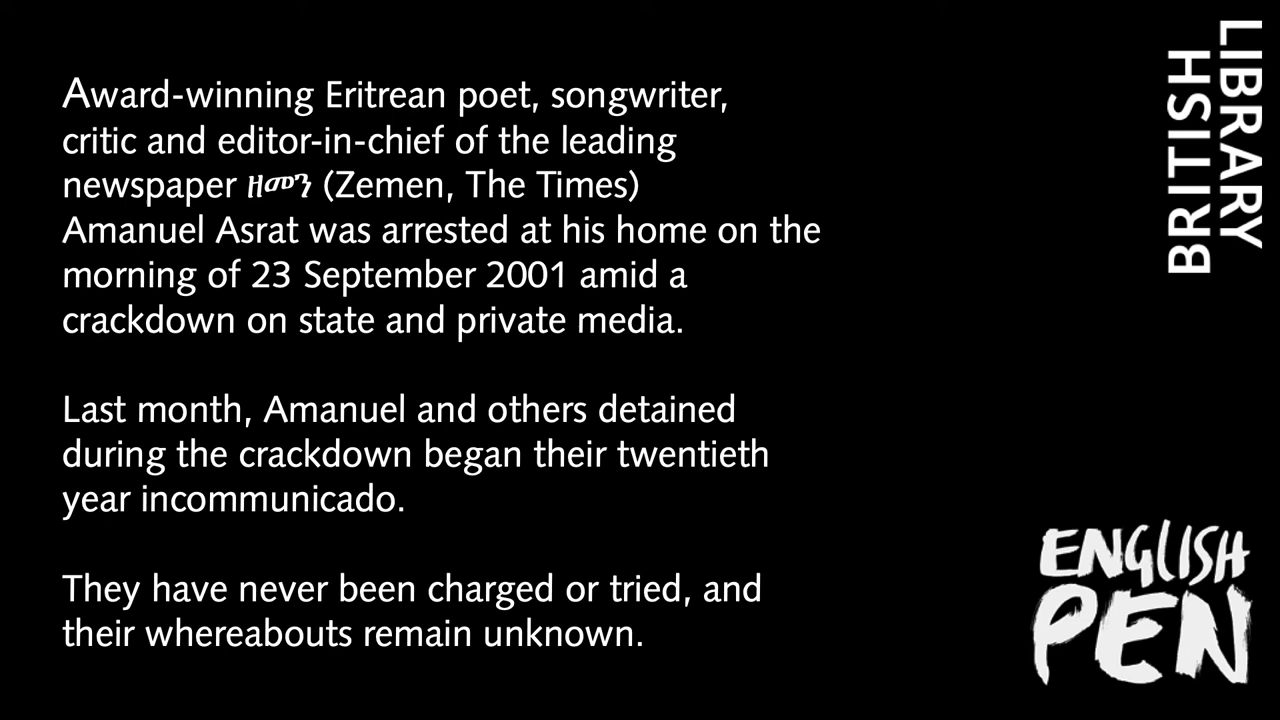 Award-winning Eritrean poet, songwriter,
critic and editor-in-chief of the leading
newspaper ዘመን (Zemen, The Times)
Amanuel Asrat was arrested at his home on the
morning of 23 September 2001 amid a
crackdown on state and private media.
Last month, Amanuel and others detained
during the crackdown began their twentieth
year incommunicado.
They have never been charged or tried, and
their whereabouts remain unknown.
BRITISH
LIBRARY
ENGLISH
PEN